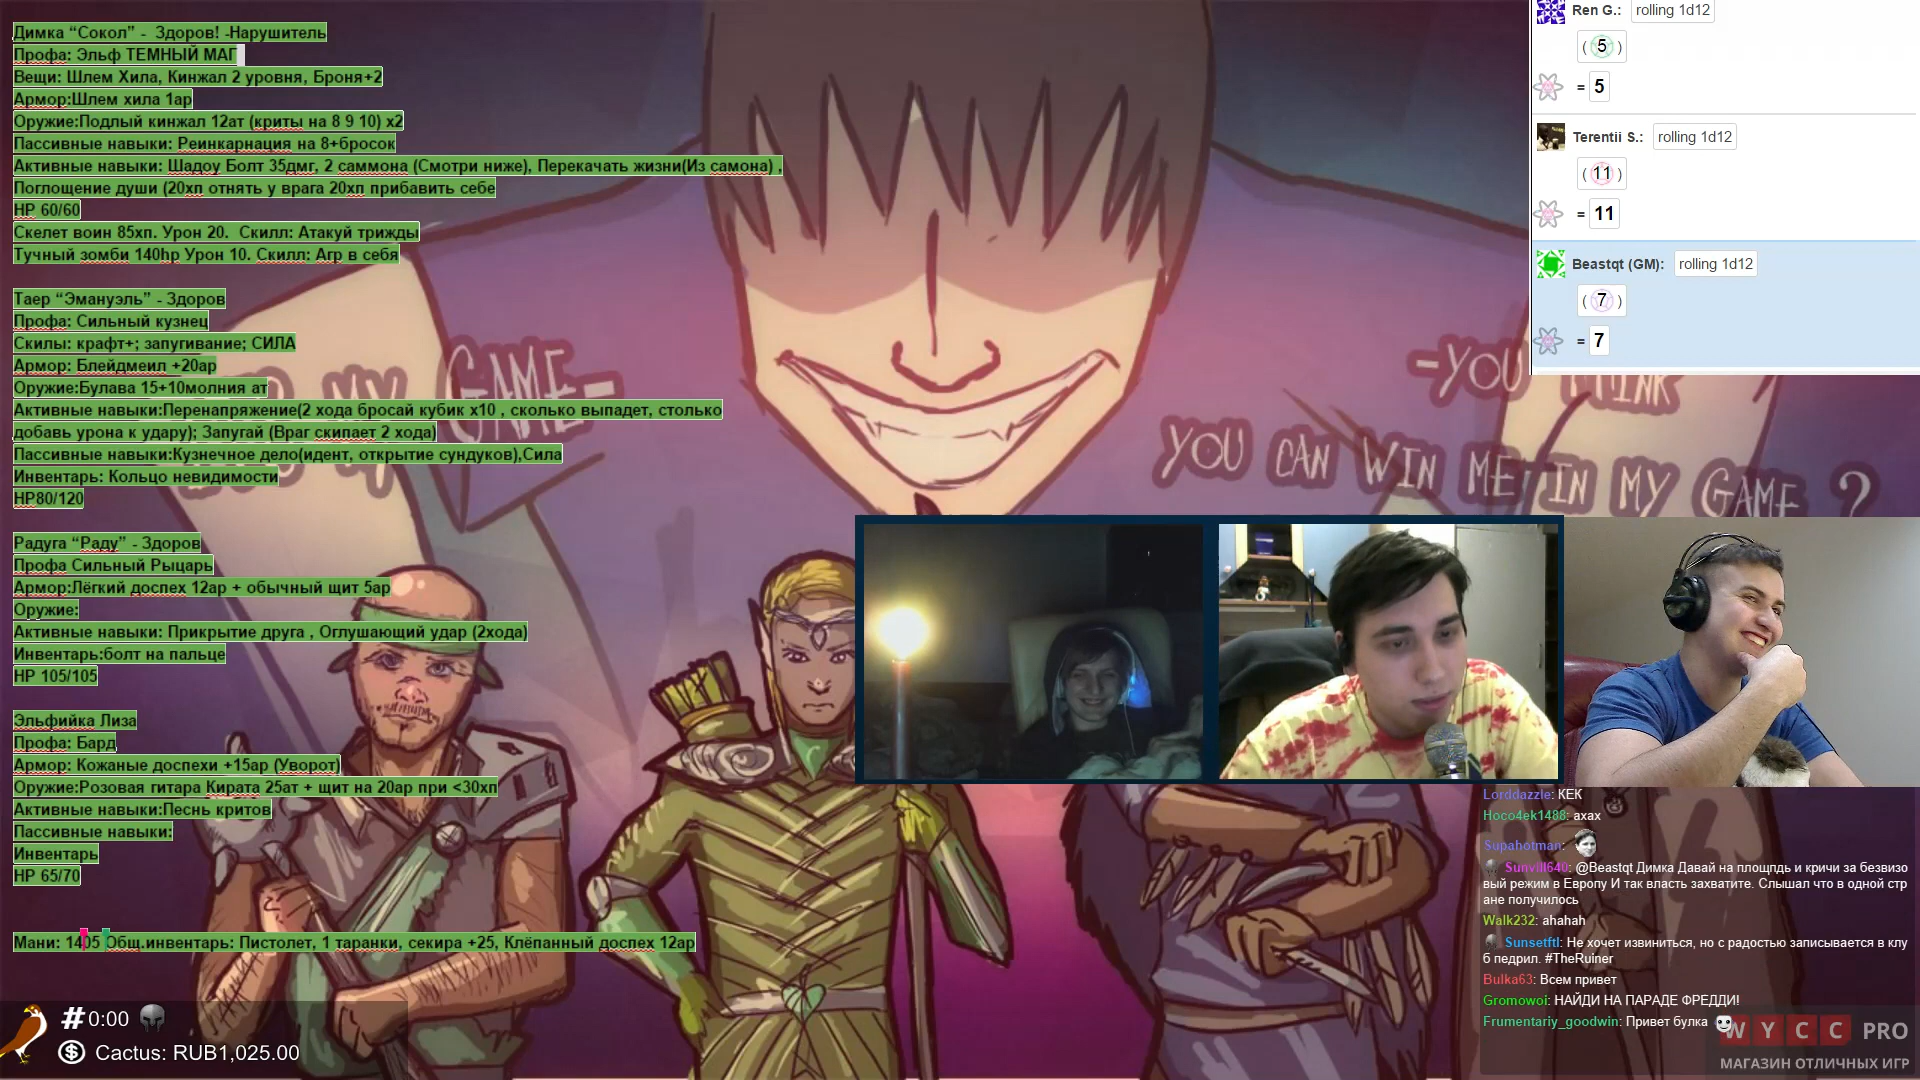 Димка “Сокол” - Здоров! -Нарушитель
Профа: Эльф ТЕМНЫЙ МАГ
Вещи: Шлем Хила, Кинжал 2 уровня, Броня+2
Армор:Шлем хила 1ар
Оружие:Подлый кинжал 12ат (криты на 8 9 10) x2
Пассивные навыки: Реинкарнация на 8+бросок
Активные навыки: Шадоу Болт 35дмг, 2 саммона (Смотри ниже), Перекачать жизни(Из самона) ,
Поглощение души (20хп отнять у врага 20хп прибавить себе
HP 60/60
Скелет воин 85хп. Урон 20. Скилл: Атакуй трижды
Тучный зомби 140hp Урон 10. Скилл: Агр в себя
Таер “Эмануэль” - Здоров
Профа: Сильный кузнец
Скилы: крафт+; запугивание; СИЛА
Армор: Блейдмеил +20ар
Оружие:Булава 15+10молния ат
Активные навыки:Перенапряжение(2 хода бросай кубик x10 , сколько выпадет, столько
добавь урона к удару); Запугай (Враг скипает 2 хода)
Пассивные навыки:Кузнечное дело(идент, открытие сундуков),Сила
Инвентарь: Кольцо невидимости
HP80/120
Радуга “Раду” - Здоров
Профа Сильный Рыцарь
Армор:Лёгкий доспех 12ар + обычный щит 5ар
Оружие:
Активные навыки: Прикрытие друга , Оглушающий удар (2хода)
Инвентарь:болт на пальце
HP 105/105
Эльфийка Лиза
Профа: Бард
Армор: Кожаные доспехи +15ар (Уворот)
Оружие:Розовая гитара Кирата 25ат + щит на 20ар при <30хп
Активные навыки:Песнь критов
Пассивные навыки:
Инвентарь
HP 65/70
Мани: 1405 Общ.инвентарь: Пистолет, 1 таранки, секира +25, Клёпанный доспех 12ар
#0:00
Cactus: RUB1,025.00
MY GAME-
-YOU THINK
YOU CAN WIN ME IN MY GAME ?
Ren G.: rolling 1d12
( 5 )
= 5
Terentii S.: rolling 1d12
( 11 )
= 11
Beastqt (GM): rolling 1d12
( 7 )
= 7
Lorddazzle: КЕК
Hoco4ek1488: ахах
Supahotman:
Sunvill640: @Beastqt Димка Давай на площпдь и кричи за безвизо
вый режим в Европу И так власть захватите. Слышал что в одной стр
ане получилось
Walk232: ahahah
Sunsetftl: Не хочет извиниться, но с радостью записывается в клу
б педрил. #TheRuiner
Bulka63: Всем привет
Gromowoi: НАЙДИ НА ПАРАДЕ ФРЕДДИ!
Frumentariy_goodwin: Привет булка
WYCC PRO
МАГАЗИН ОТЛИЧНЫХ ИГР